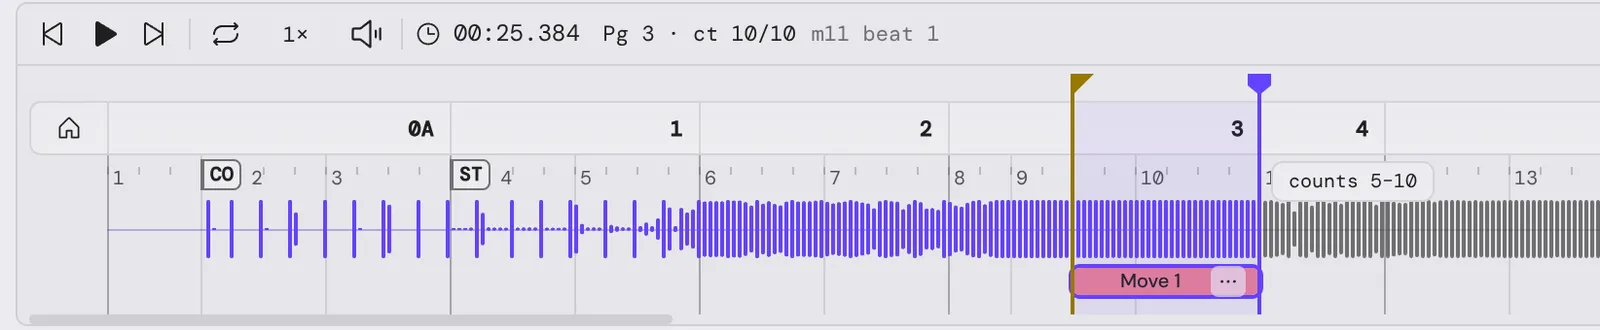 1× 00:25.384 Pg 3 · ct 10/10 m11 beat 1
0A 1 2 3 4
1 CO 2 3 ST 4 5 6 7 8 9 10 counts 5-10 13
Move 1 ···